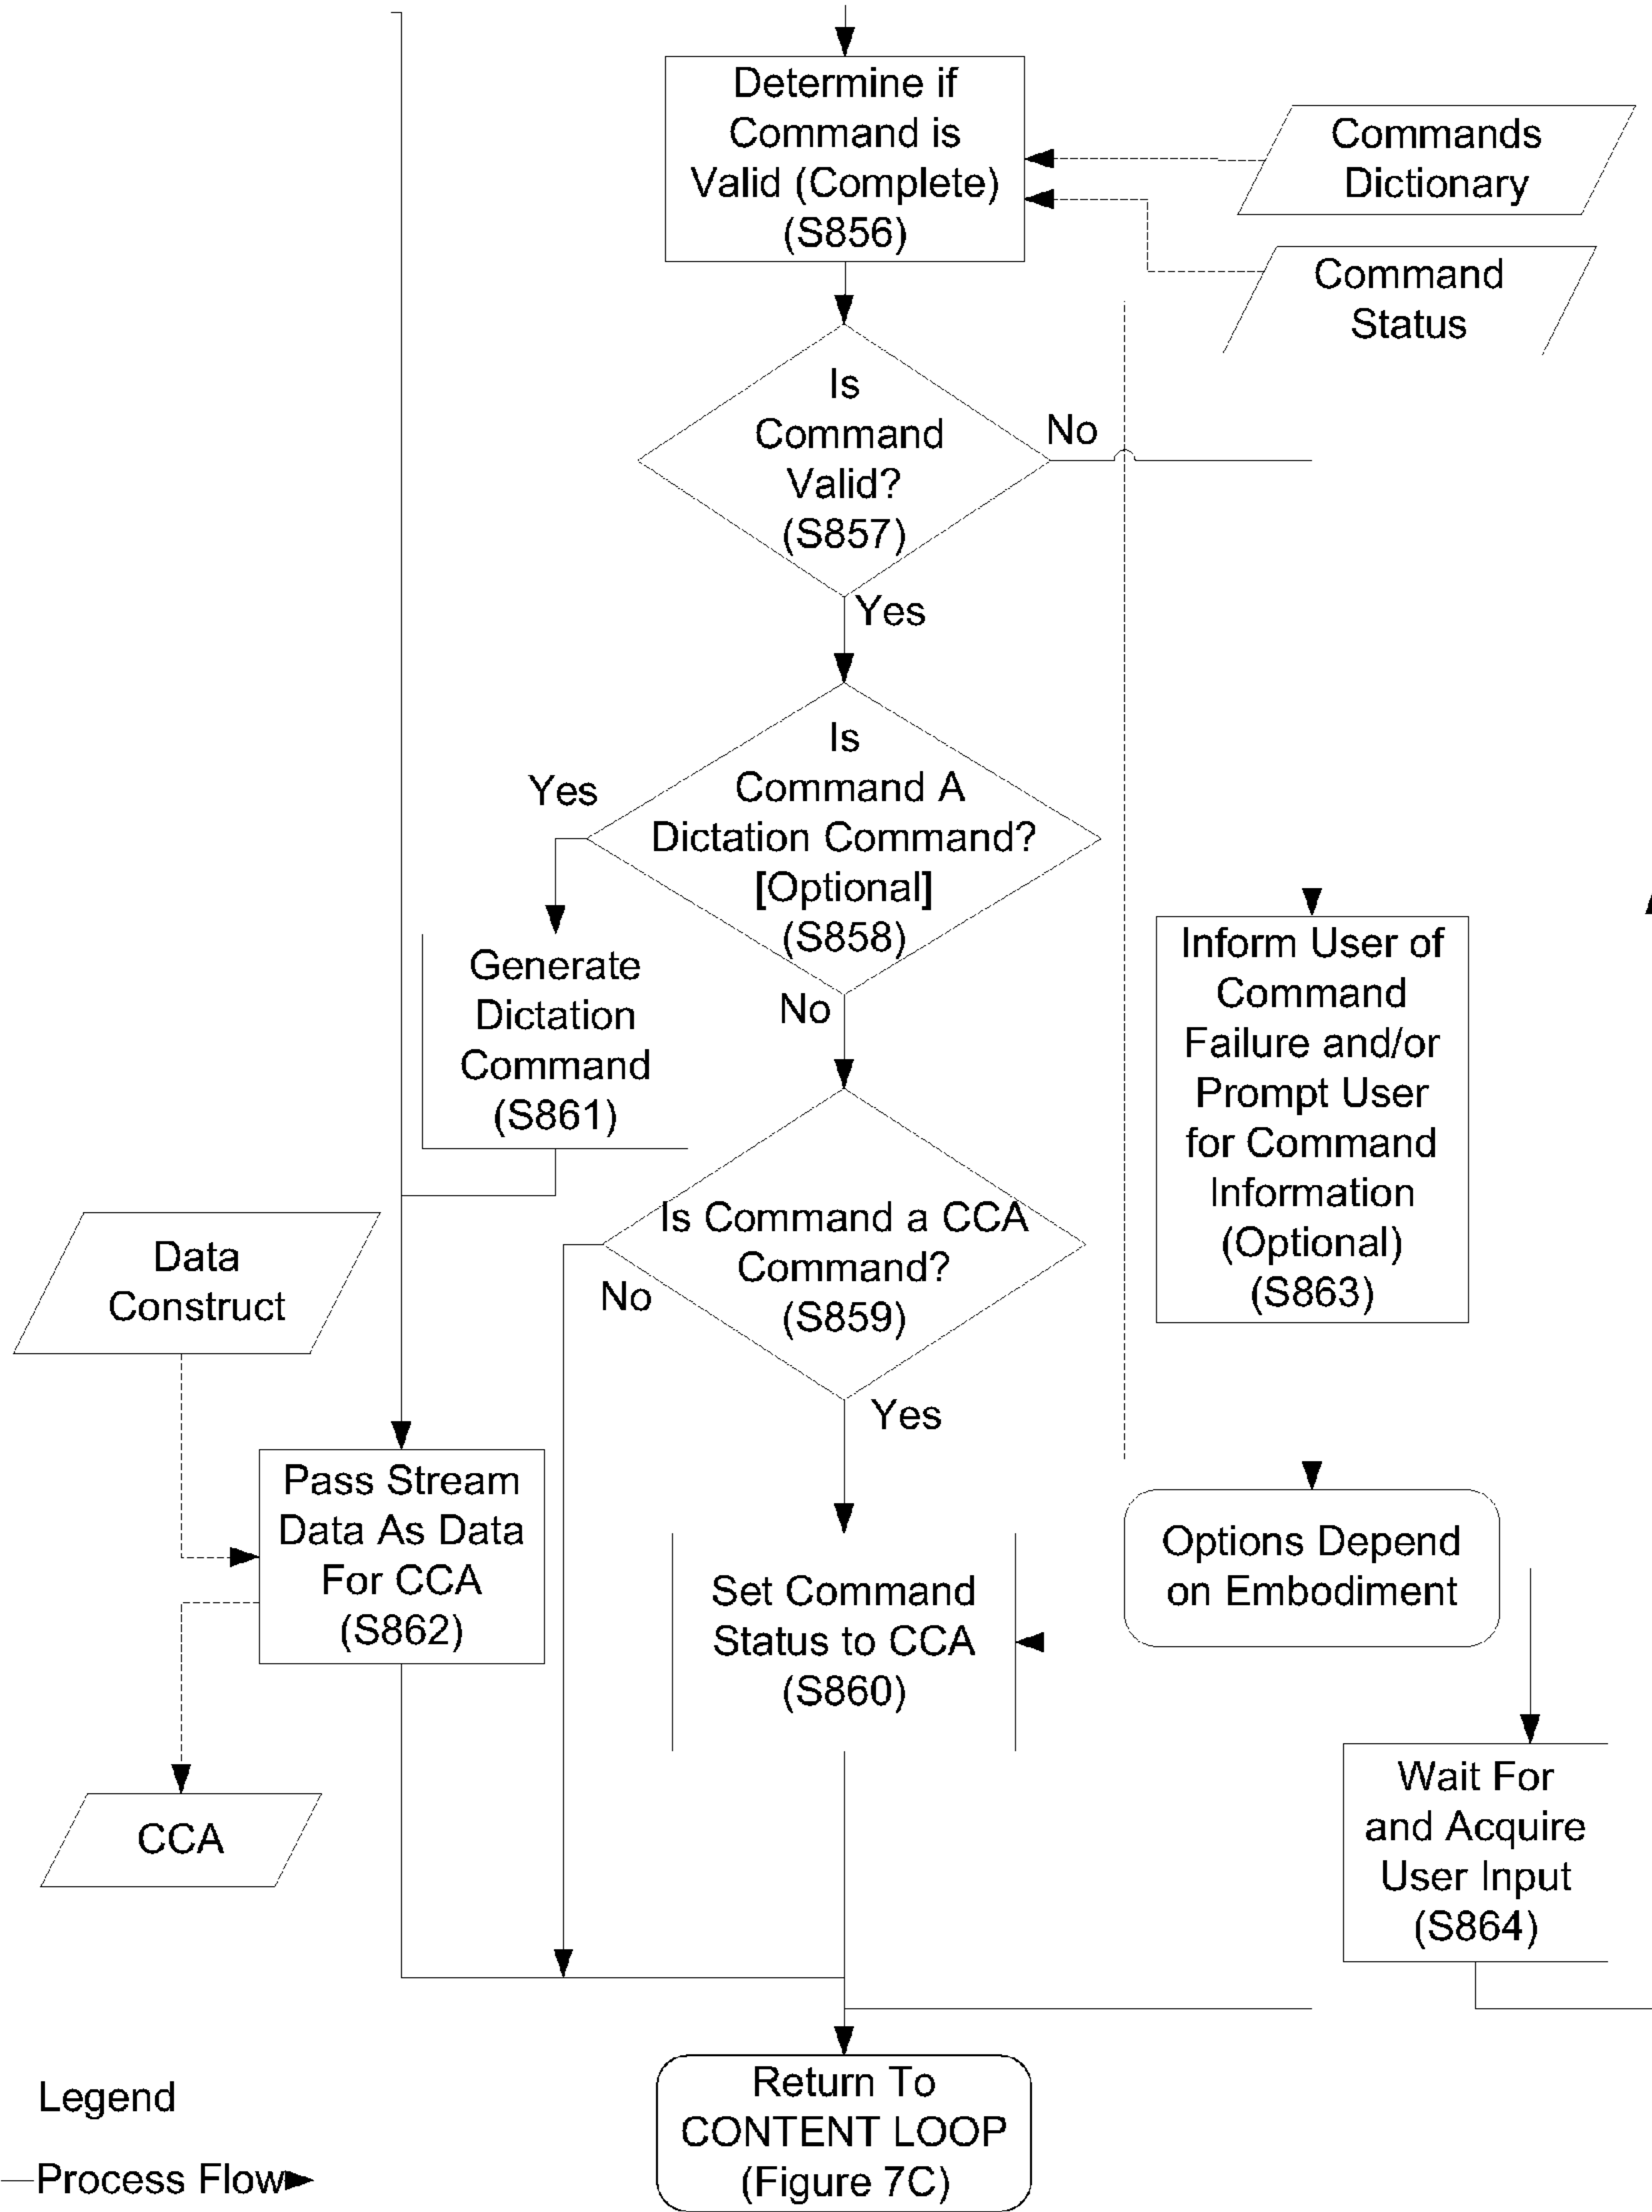 Determine if
Command is
Valid (Complete)
(S856)
Commands
Dictionary
Command
Status
Is
Command
Valid?
(S857)
No
Yes
Is
Command A
Dictation Command?
[Optional]
(S858)
Yes
No
Generate
Dictation
Command
(S861)
Inform User of
Command
Failure and/or
Prompt User
for Command
Information
(Optional)
(S863)
Is Command a CCA
Command?
(S859)
No
Yes
Data
Construct
Pass Stream
Data As Data
For CCA
(S862)
Set Command
Status to CCA
(S860)
Options Depend
on Embodiment
CCA
Wait For
and Acquire
User Input
(S864)
Return To
CONTENT LOOP
(Figure 7C)
Legend
Process Flow